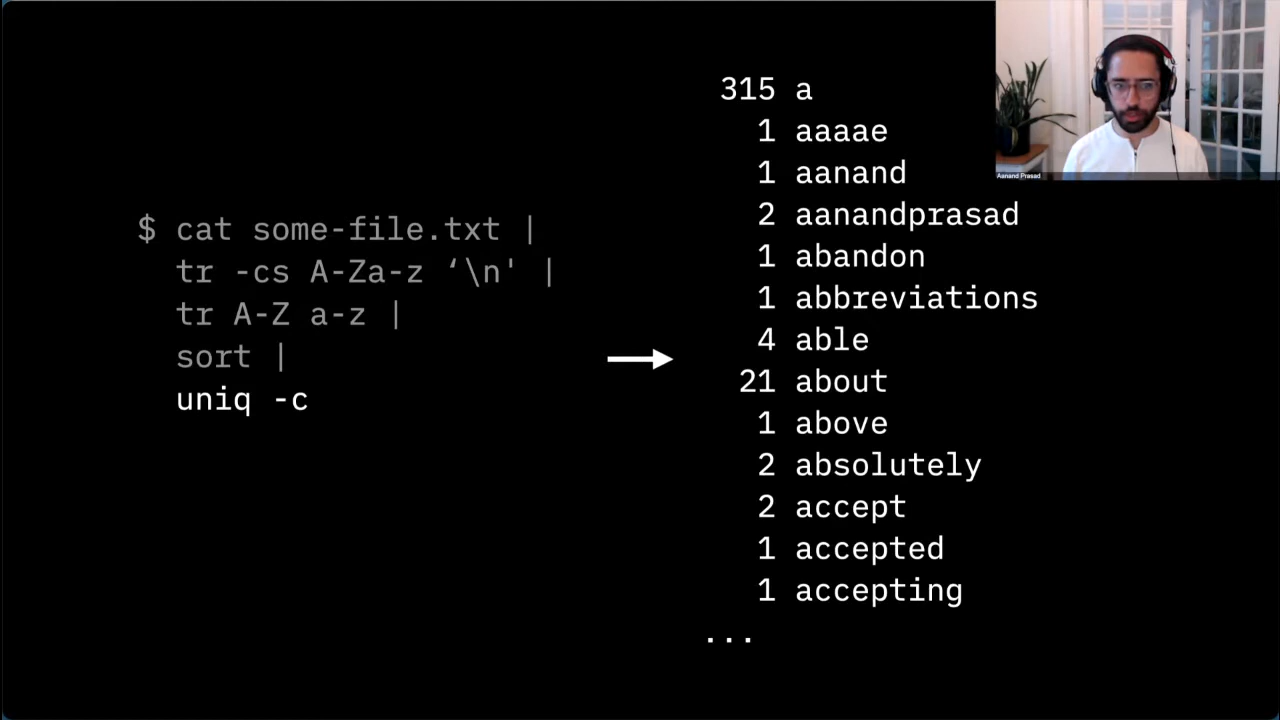 $ cat some-file.txt |
tr -cs A-Za-z ‘\n' |
tr A-Z a-z |
sort |
uniq -c
315 a
1 aaaae
1 aanand
2 aanandprasad
1 abandon
1 abbreviations
4 able
21 about
1 above
2 absolutely
2 accept
1 accepted
1 accepting
...
Aanand Prasad